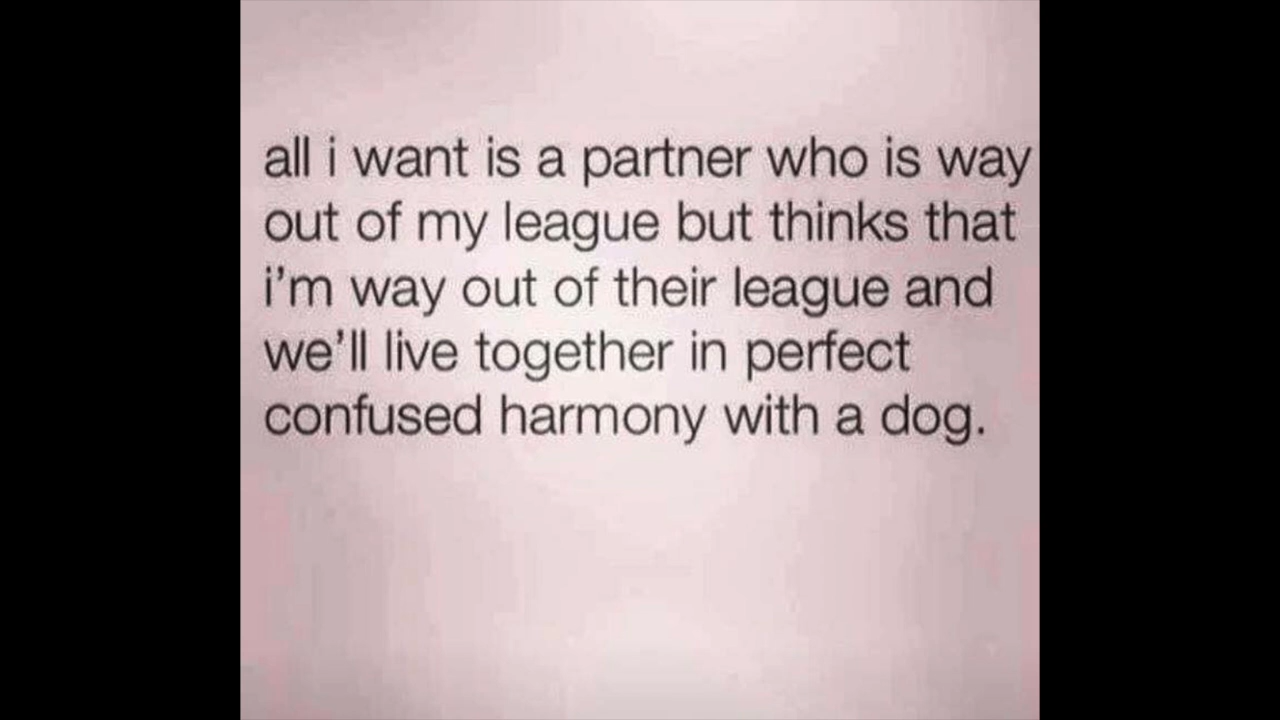 all i want is a partner who is way
out of my league but thinks that
i'm way out of their league and
we'll live together in perfect
confused harmony with a dog.